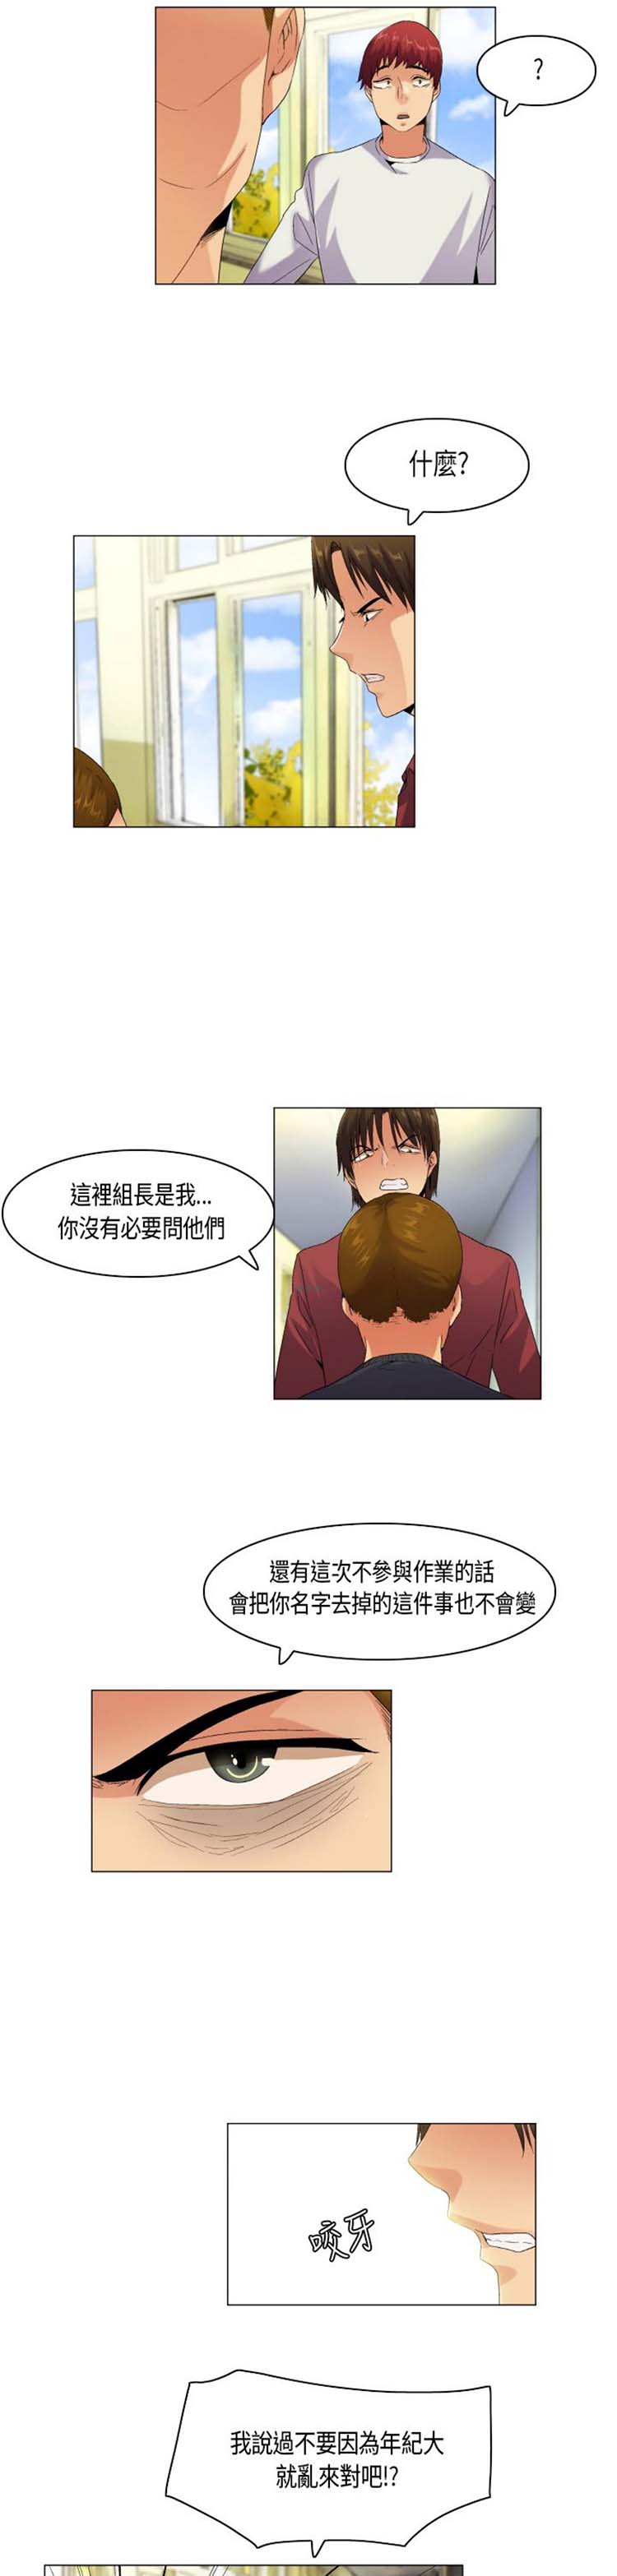 ?
什麼?
這裡組長是我...
你沒有必要問他們
還有這次不參與作業的話
會把你名字去掉的這件事也不會變
咬牙
我說過不要因為年紀大
就亂來對吧!?